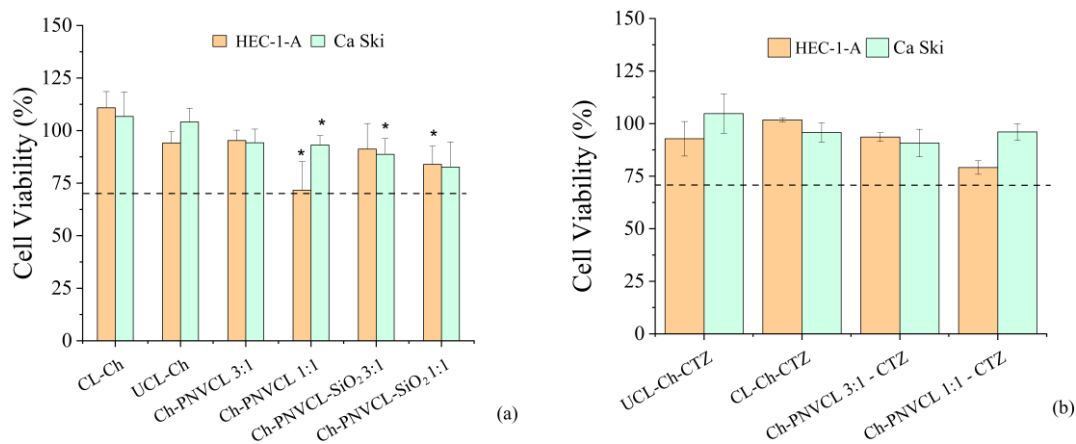 150
125
100
75
50
25
0
Cell Viability (%)
HEC-1-A Ca Ski
* * * *
CL-Ch
UCL-Ch
Ch-PNVCL 3:1
Ch-PNVCL 1:1
Ch-PNVCL-SiO₂ 3:1
Ch-PNVCL-SiO₂ 1:1
(a)
150
125
100
75
50
25
0
Cell Viability (%)
HEC-1-A Ca Ski
UCL-Ch-CTZ
CL-Ch-CTZ
Ch-PNVCL 3:1 - CTZ
Ch-PNVCL 1:1 - CTZ
(b)